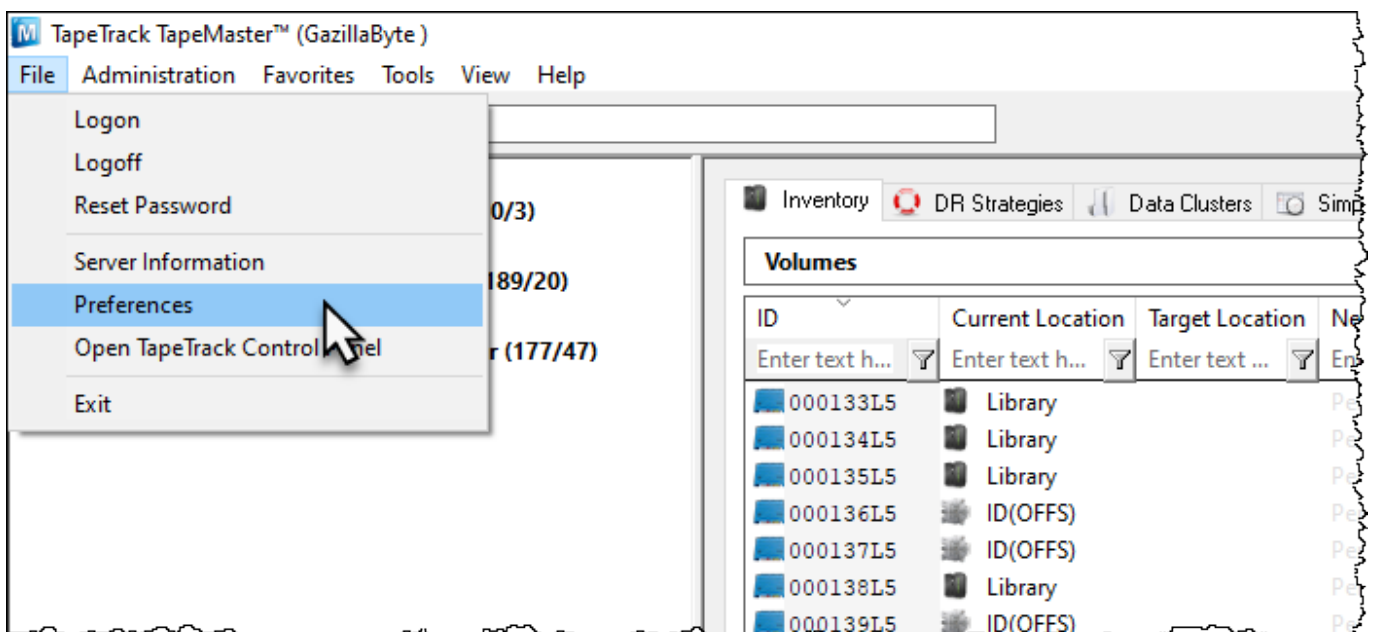 M TapeTrack TapeMaster™ (GazillaByte )
File Administration Favorites Tools View Help
Logon
Logoff
Reset Password
Server Information
Preferences
Open TapeTrack Control
Exit
0/3)
189/20)
r (177/47)
Inventory DR Strategies Data Clusters
Volumes
ID Current Location Target Location
Enter text h... Enter text h... Enter text ...
000133L5 Library
000134L5 Library
000135L5 Library
000136L5 ID(OFFS)
000137L5 ID(OFFS)
000138L5 Library
000139L5 ID(OFFS)